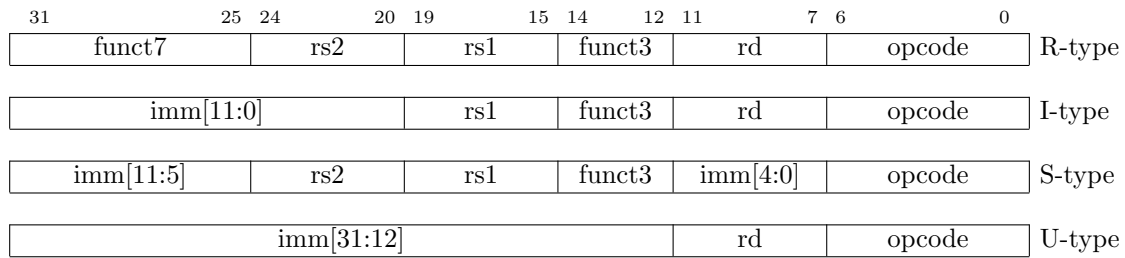 31 25 24 20 19 15 14 12 11 7 6 0
funct7 rs2 rs1 funct3 rd opcode R-type
imm[11:0] rs1 funct3 rd opcode I-type
imm[11:5] rs2 rs1 funct3 imm[4:0] opcode S-type
imm[31:12] rd opcode U-type